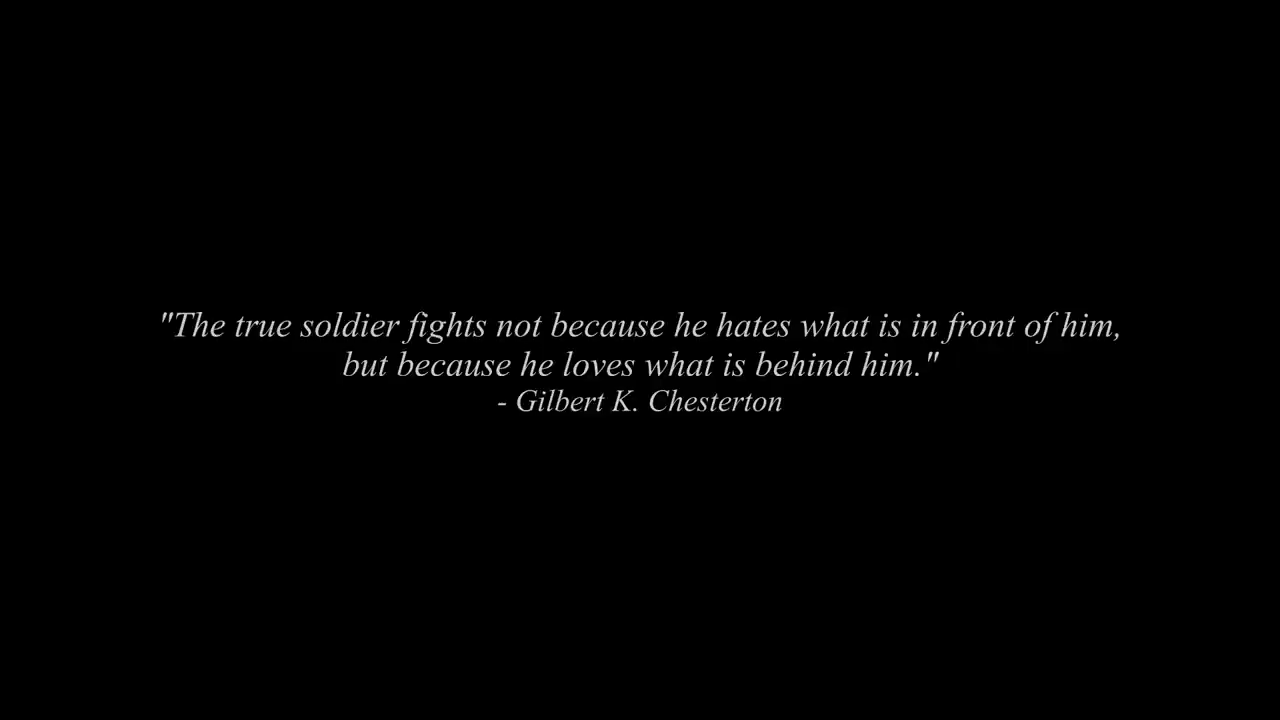 "The true soldier fights not because he hates what is in front of him,
but because he loves what is behind him."
- Gilbert K. Chesterton